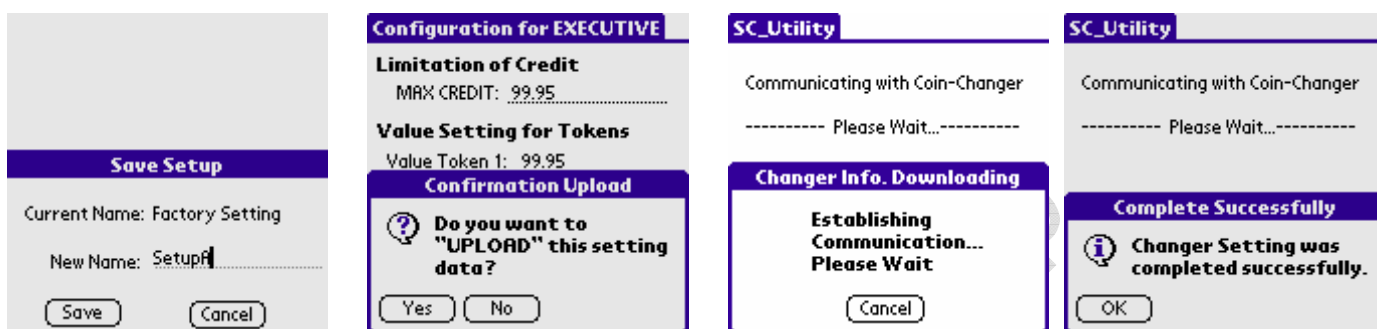 Save Setup
Current Name: Factory Setting
New Name: SetupA
Save
Cancel
Configuration for EXECUTIVE
Limitation of Credit
MAX CREDIT: 99.95
Value Setting for Tokens
Value Token 1: 99.95
Confirmation Upload
Do you want to
"UPLOAD" this setting
data?
Yes
No
SC_Utility
Communicating with Coin-Changer
---------- Please Wait...----------
Changer Info. Downloading
Establishing
Communication...
Please Wait
Cancel
SC_Utility
Communicating with Coin-Changer
---------- Please Wait...----------
Complete Successfully
Changer Setting was
completed successfully.
OK